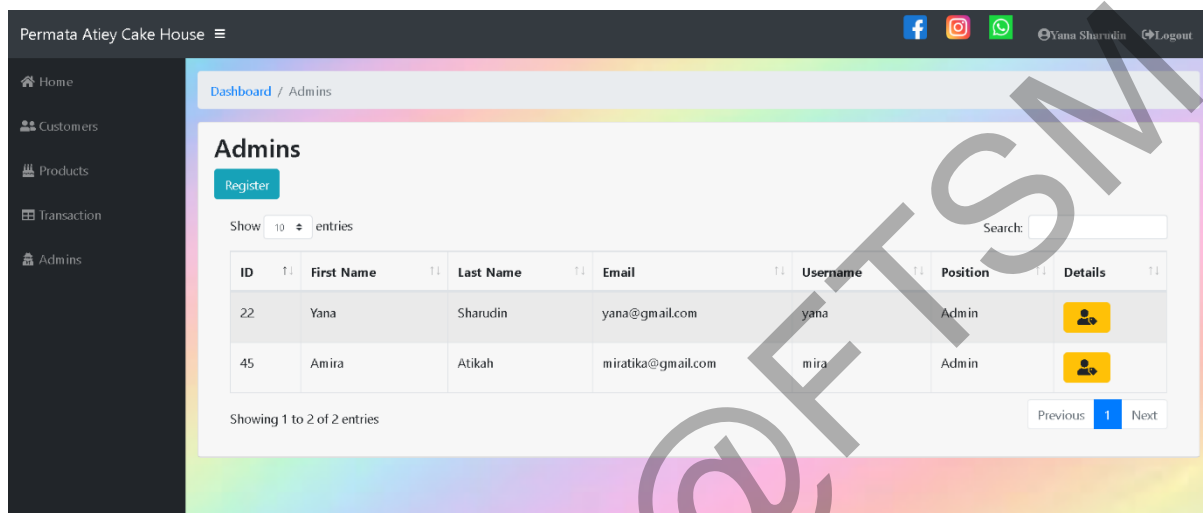 Permata Atiey Cake House
Yana Sharudin Logout
Home
Customers
Products
Transaction
Admins
Dashboard / Admins
Admins
Register
Show 10 entries
Search:
ID First Name Last Name Email Username Position Details
22 Yana Sharudin yana@gmail.com yana Admin
45 Amira Atikah miratika@gmail.com mira Admin
Showing 1 to 2 of 2 entries
Previous 1 Next
@FTSM